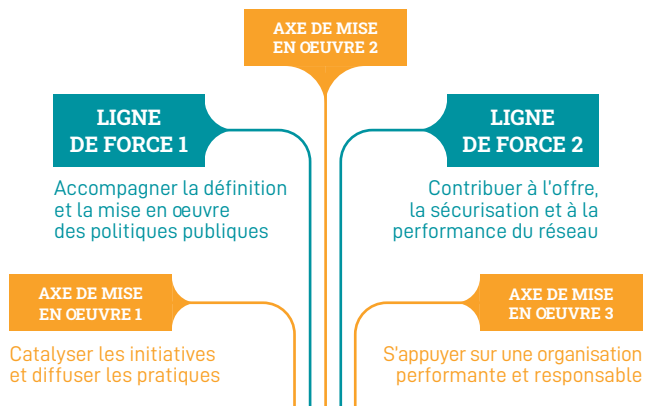 AXE DE MISE
EN ŒUVRE 2
LIGNE
DE FORCE 1
Accompagner la définition
et la mise en œuvre
des politiques publiques
LIGNE
DE FORCE 2
Contribuer à l'offre,
la sécurisation et à la
performance du réseau
AXE DE MISE
EN OEUVRE 1
Catalyser les initiatives
et diffuser les pratiques
AXE DE MISE
EN OEUVRE 3
S'appuyer sur une organisation
performante et responsable